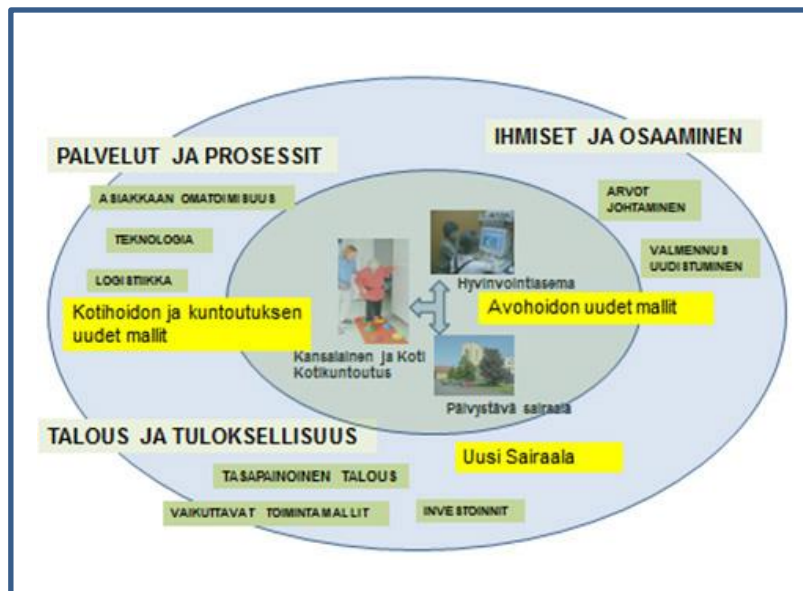 IHMISET JA OSAAMINEN
PALVELUT JA PROSESSIT
ASIAKKAAN OMATOIMISUUS
ARVOT
JOHTAMINEN
TEKNOLOGIA
VALMENNUS
UUDISTUMINEN
LOGISTIIKKA
Hyvinvointiasema
Kotihoidon ja kuntoutuksen
uudet mallit
Avohoidon uudet mallit
Kansalainen ja Koti
Kotikuntoutus
Päivystävä sairaala
TALOUS JA TULOKSELLISUUS
Uusi Sairaala
TASAPAINOINEN TALOUS
VAIKUTTAVAT TOIMINTAMALLIT
INVESTOINNIT